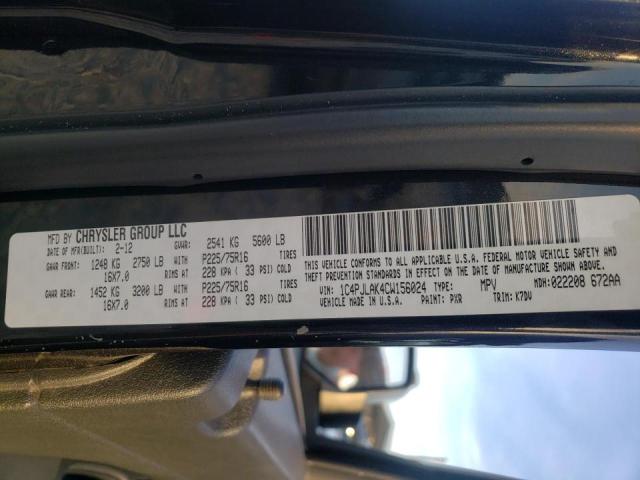 MFD BY CHRYSLER GROUP LLC
DATE OF MFR(BUILT): 2-12 GVWR: 2541 KG 5600 LB
GAWR FRONT: 1248 KG 2750 LB P225/75R16 TIRES
16X7.0 RIMS AT 228 KPA ( 33 PSI) COLD
GAWR REAR: 1452 KG 3200 LB P225/75R16 TIRES
16X7.0 RIMS AT 228 KPA ( 33 PSI) COLD
THIS VEHICLE CONFORMS TO ALL APPLICABLE U.S.A. FEDERAL MOTOR VEHICLE SAFETY AND
THEFT PREVENTION STANDARDS IN EFFECT ON THE DATE OF MANUFACTURE SHOWN ABOVE.
VIN: 1C4PJLAK4CW156024 TYPE: MPV MDH: 022208 672AA
VEHICLE MADE IN U.S.A. PAINT: PXR TRIM: K7DV